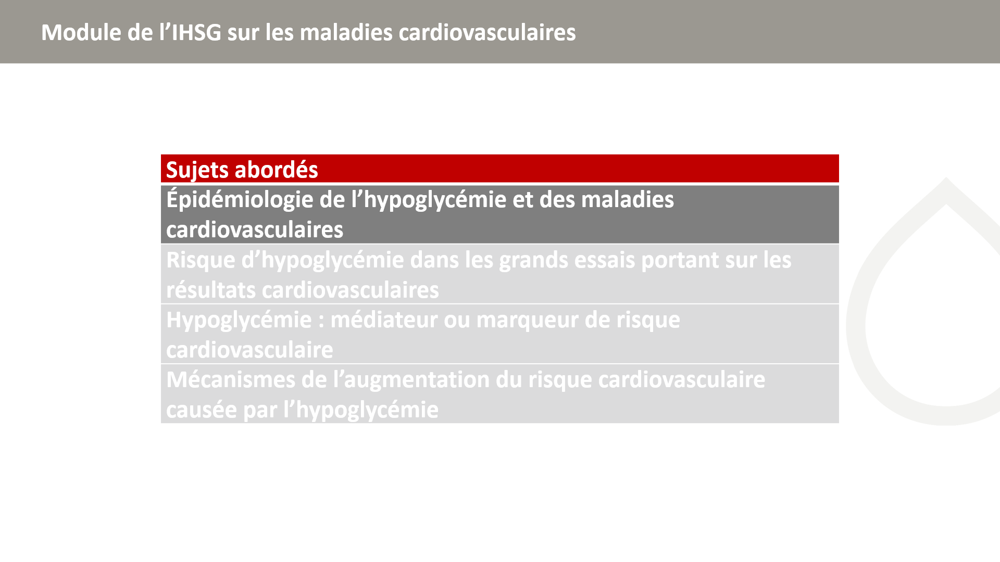 Module de l’IHSG sur les maladies cardiovasculaires
Sujets abordés
Épidémiologie de l’hypoglycémie et des maladies
cardiovasculaires
Risque d’hypoglycémie dans les grands essais portant sur les
résultats cardiovasculaires
Hypoglycémie : médiateur ou marqueur de risque
cardiovasculaire
Mécanismes de l’augmentation du risque cardiovasculaire
causée par l’hypoglycémie